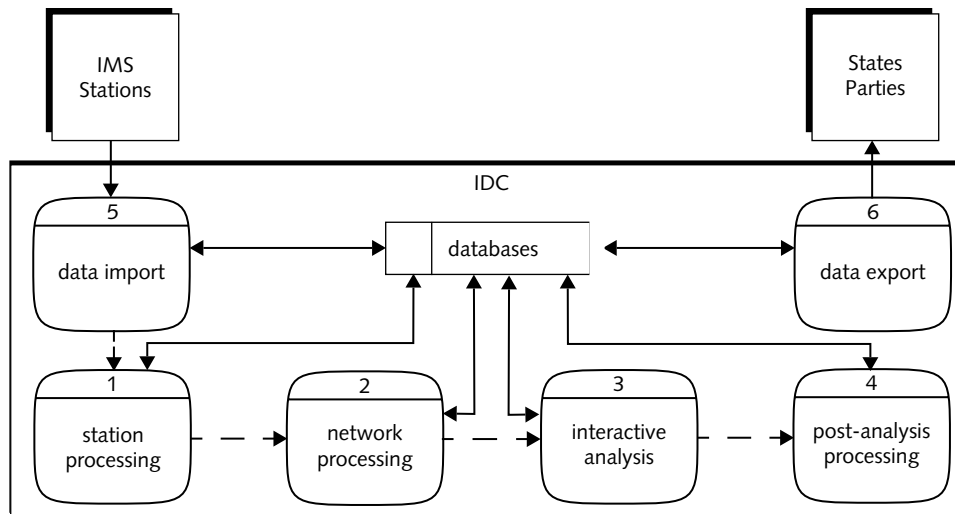 IMS
Stations
States
Parties
IDC
5
data import
databases
6
data export
1
station
processing
2
network
processing
3
interactive
analysis
4
post-analysis
processing